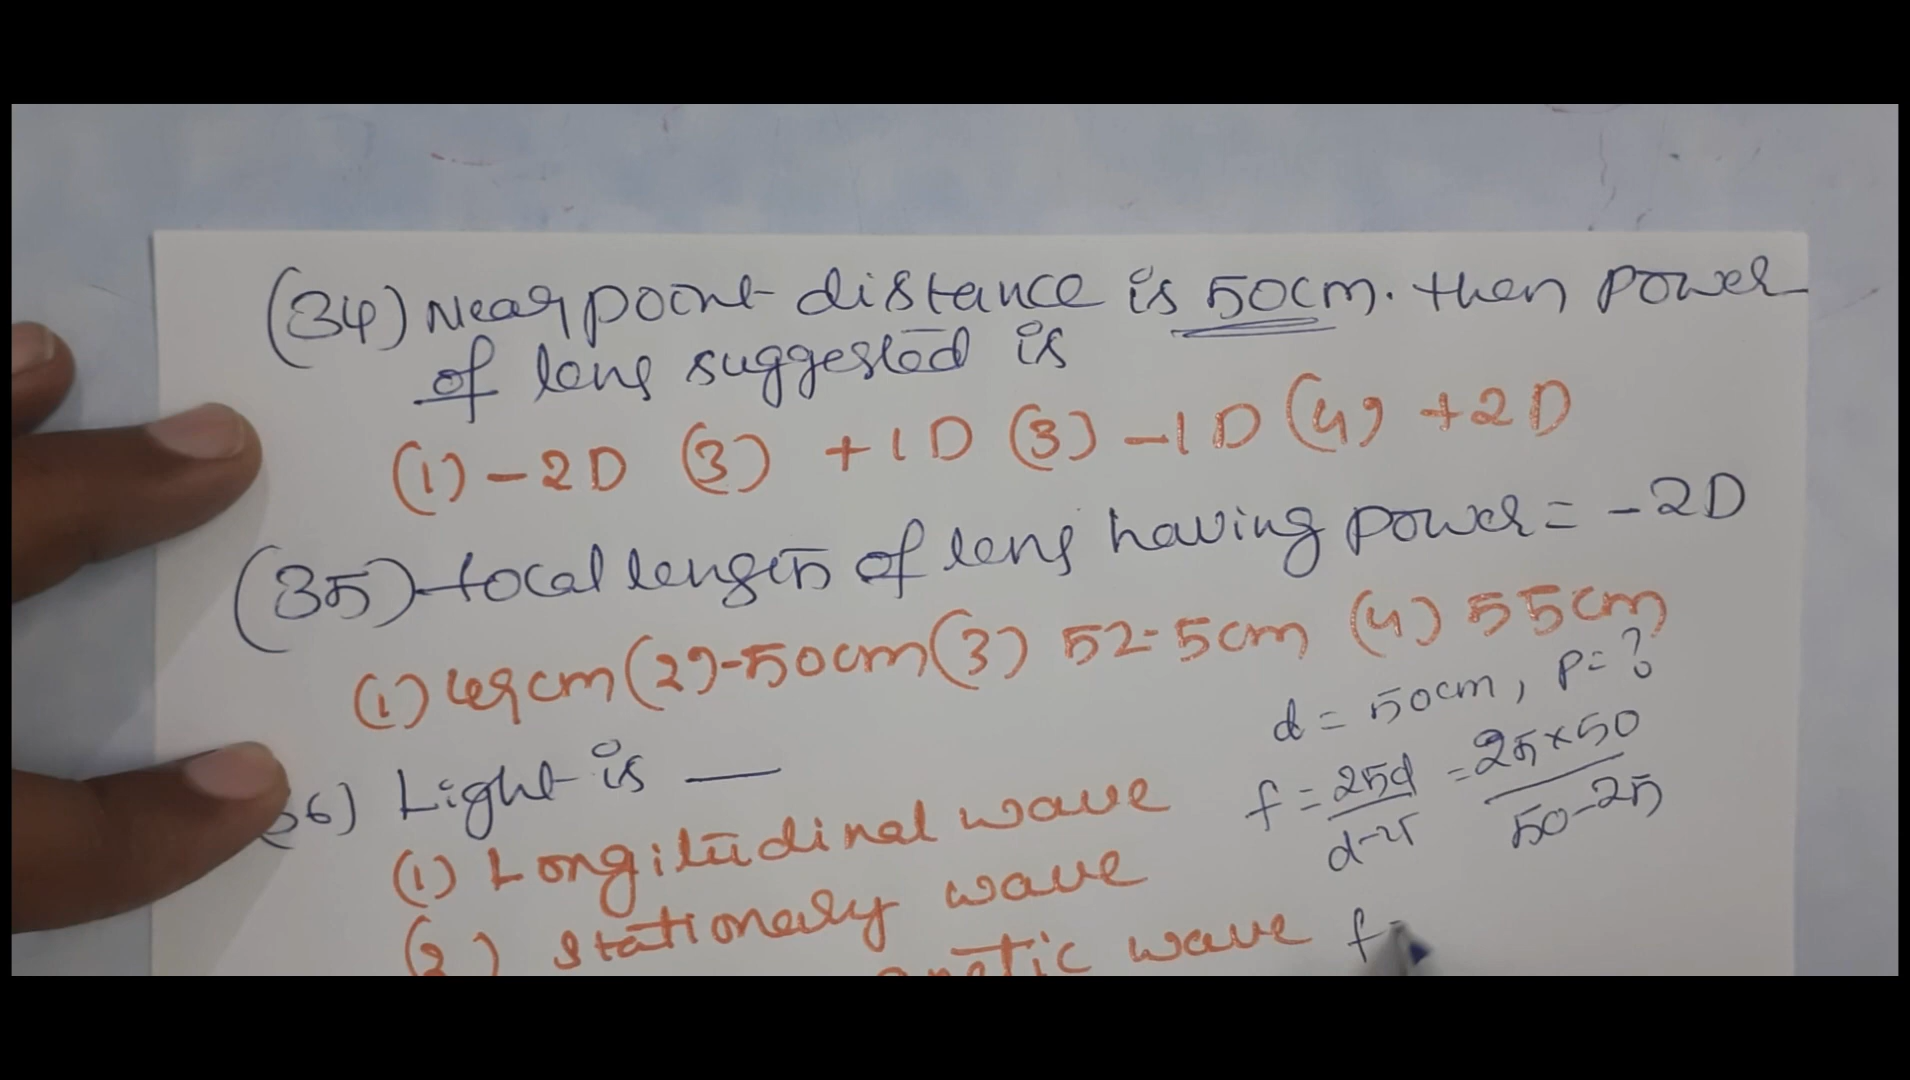 (34) Near point distance is 50cm. then power
of lens suggested is
(1) -2D (3) +1D (3) -1D (4) +2D
(35) focal length of lens having power = -2D
(1) 49cm (2) -50cm (3) 52.5cm (4) 55cm
d = 50cm, P = ?
f = 25d/d-25 = 25×50/50-25
36) Light is —
(1) Longitudinal wave
(2) stationary wave
netic wave
f =